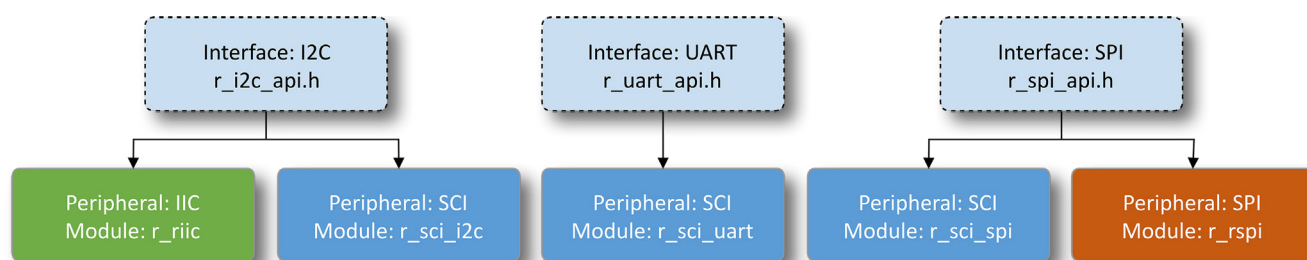 Interface: I2C
r_i2c_api.h
Interface: UART
r_uart_api.h
Interface: SPI
r_spi_api.h
Peripheral: IIC
Module: r_riic
Peripheral: SCI
Module: r_sci_i2c
Peripheral: SCI
Module: r_sci_uart
Peripheral: SCI
Module: r_sci_spi
Peripheral: SPI
Module: r_rspi